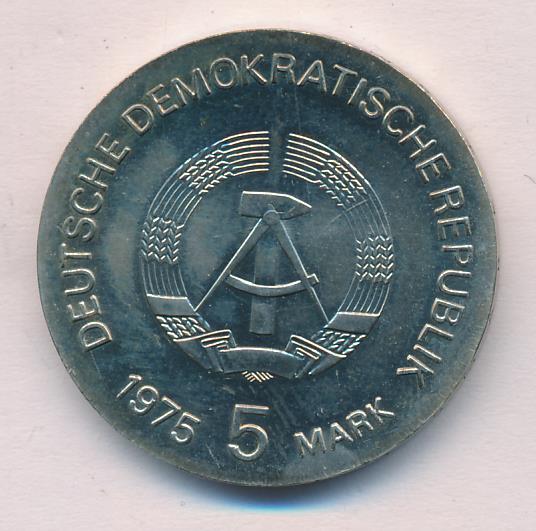 DEUTSCHE DEMOKRATISCHE REPUBLIK
1975 5 MARK